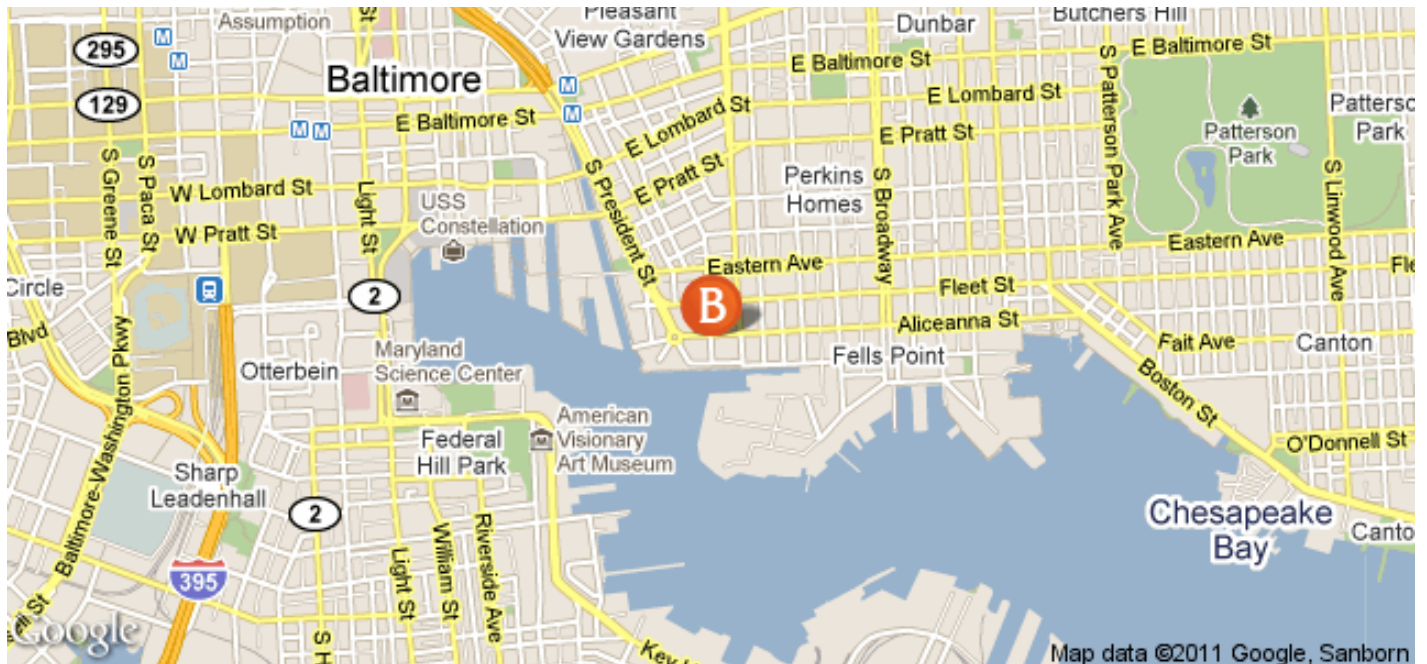 Assumption
St
Pleasant
View Gardens
Dunbar
Butchers Hill
295
M
M
129
Baltimore
M
M
M
M
E Baltimore St
E Baltimore St
E Baltimore St
E Lombard St
E Lombard St
E Pratt St
E Pratt St
S Patterson Park Ave
Patterson
Park
Park
S Greene St
S Paca St
W Lombard St
W Pratt St
Light St
USS
Constellation
S President St
Perkins
Homes
S Broadway
S Linwood Ave
Eastern Ave
Eastern Ave
Circle
2
B
Fleet St
Aliceanna St
Blvd
Otterbein
Maryland
Science Center
Fells Point
Fait Ave
Canton
Boston St
Baltimore-Washington Pkwy
Federal
Hill Park
American
Visionary
Art Museum
O'Donnell St
Sharp
Leadenhall
2
Light St
William St
Riverside Ave
Chesapeake
Bay
395
St
S
Google
Map data ©2011 Google, Sanborn